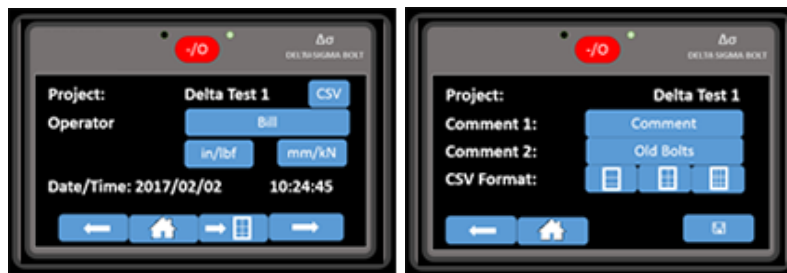 -/O
Δσ
DELTA SIGMA BOLT
Project: Delta Test 1 CSV
Operator Bill
in/lbf mm/kN
Date/Time: 2017/02/02 10:24:45
-/O
Δσ
DELTA SIGMA BOLT
Project: Delta Test 1
Comment 1: Comment
Comment 2: Old Bolts
CSV Format: